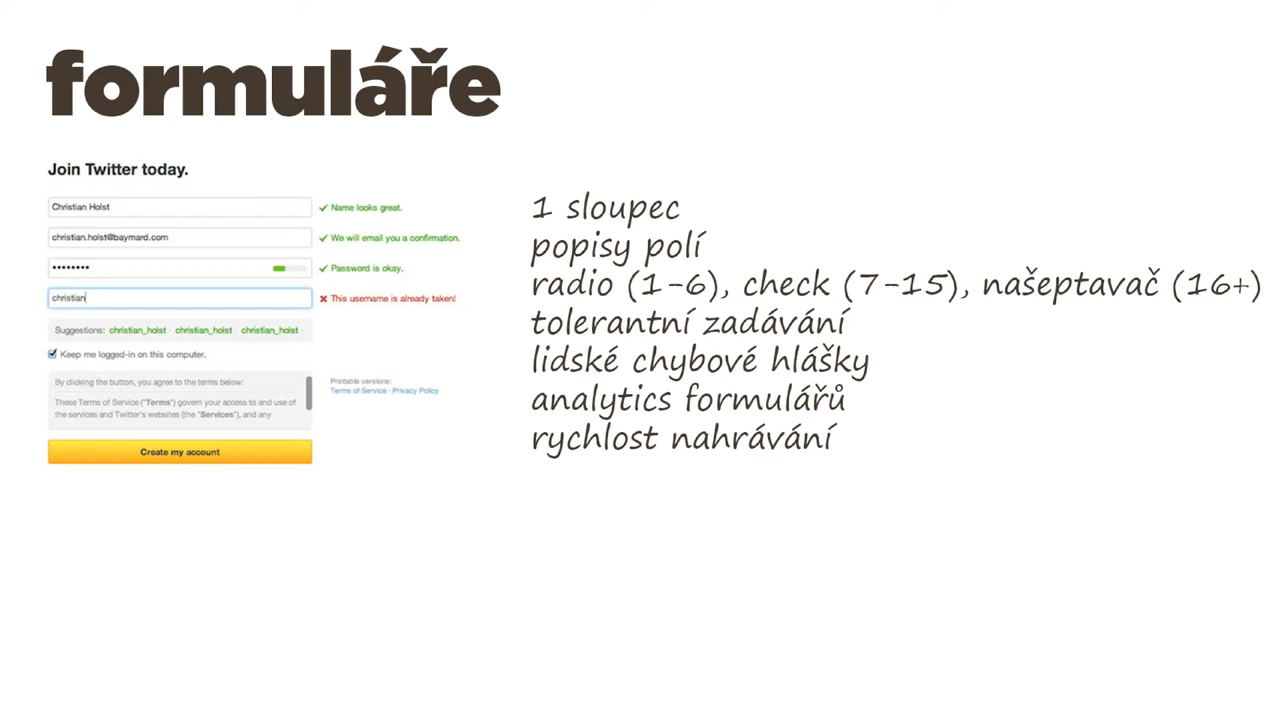 formuláře
Join Twitter today.
Christian Holst
✓ Name looks great.
christian.holst@baymard.com
✓ We will email you a confirmation.
••••••••
✓ Password is okay.
christian
✗ This username is already taken!
Suggestions: christian_holst · christian_holst · christian_holst ·
Keep me logged-in on this computer.
By clicking the button, you agree to the terms below:
These Terms of Service ("Terms") govern your access to and use of
the services and Twitter's websites (the "Services"), and any
Printable versions:
Terms of Service · Privacy Policy
Create my account
1 sloupec
popisy polí
radio (1-6), check (7-15), našeptavač (16+)
tolerantní zadávání
lidské chybové hlášky
analytics formulářů
rychlost nahrávání